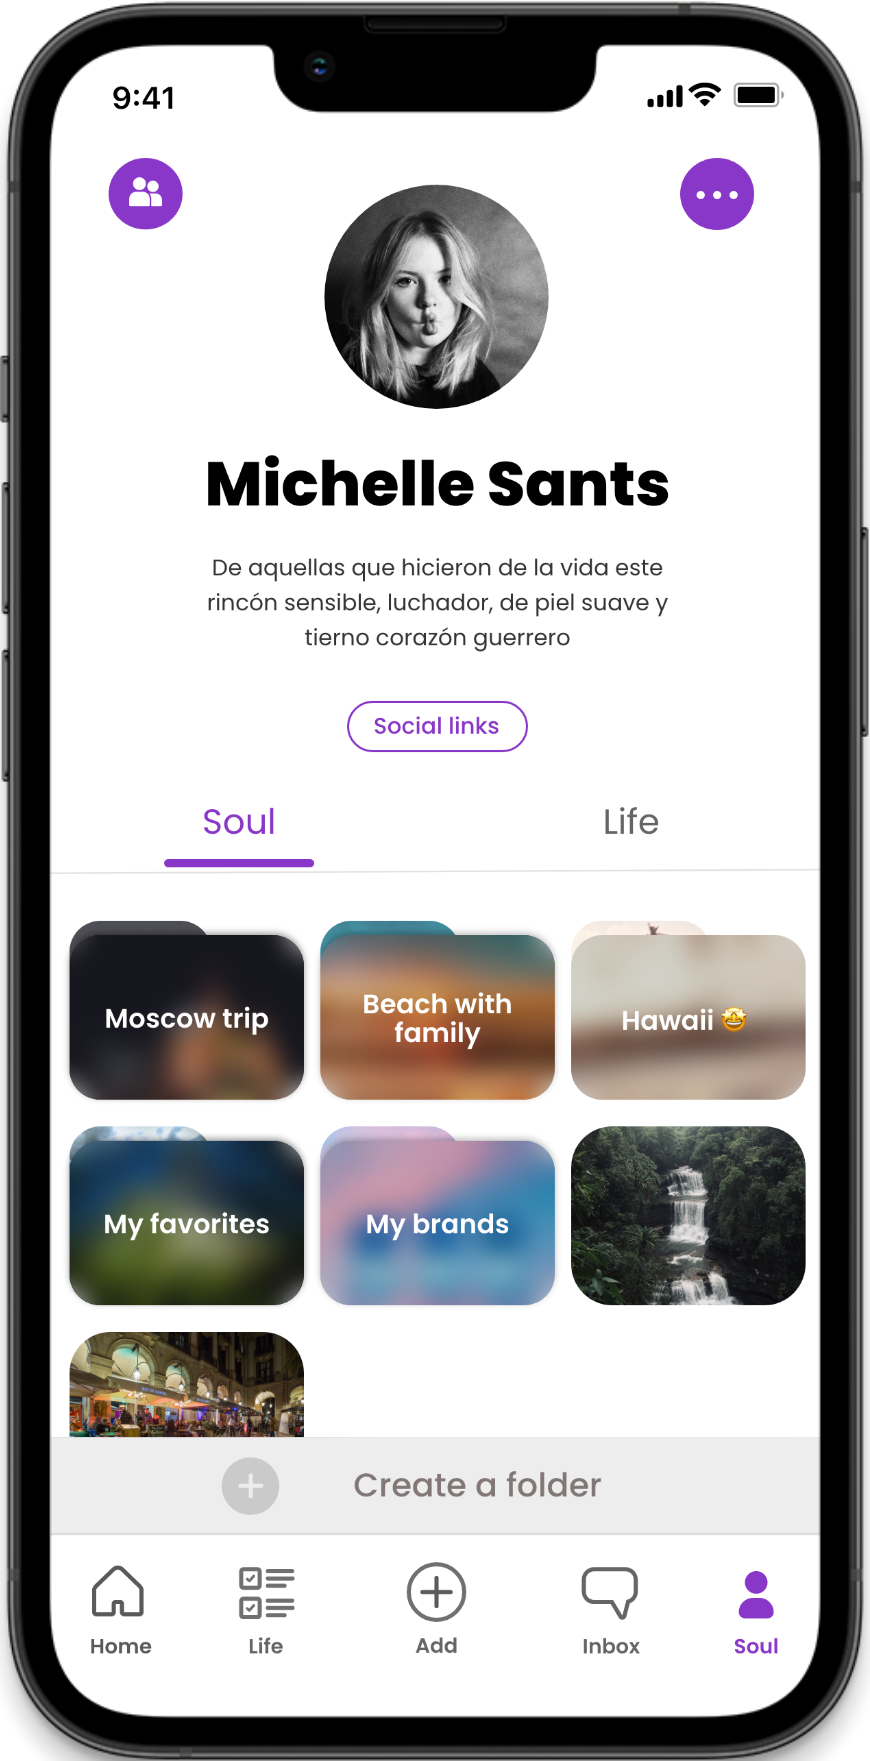 9:41
Michelle Sants
De aquellas que hicieron de la vida este
rincón sensible, luchador, de piel suave y
tierno corazón guerrero
Social links
Soul
Life
Moscow trip
Beach with
family
Hawaii 🤩
My favorites
My brands
Create a folder
Home
Life
Add
Inbox
Soul